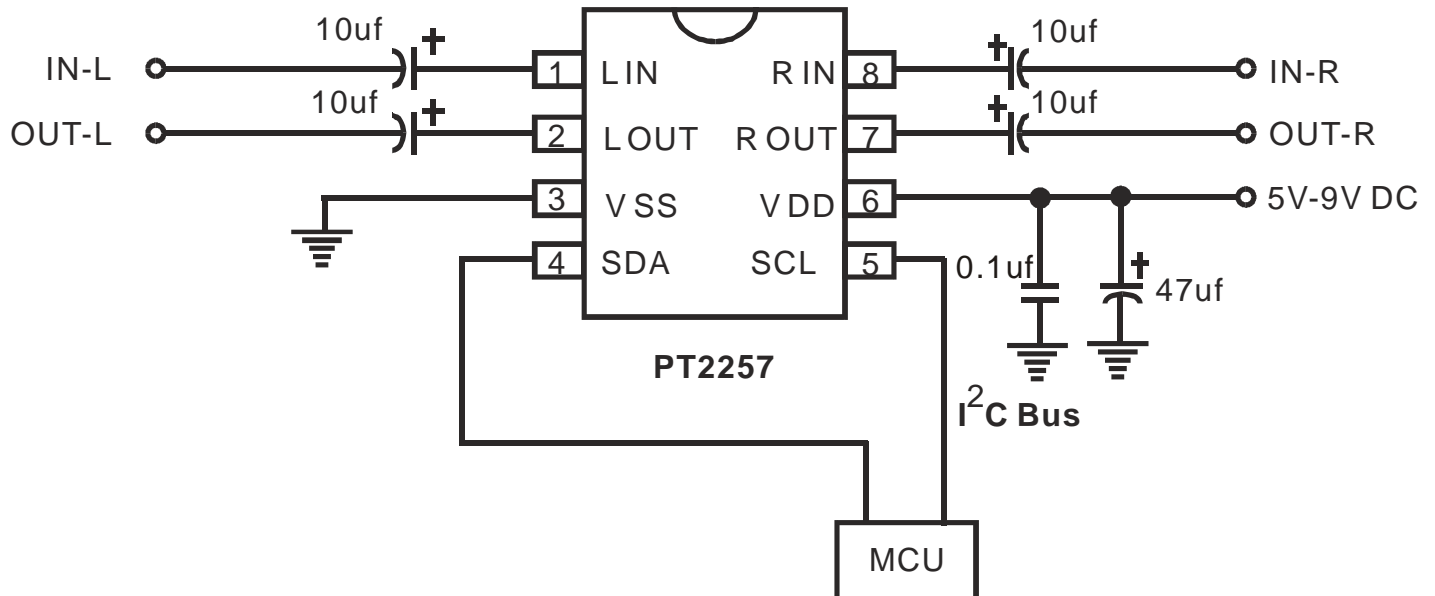 10uf
10uf
IN-L
1
LIN
RIN
8
IN-R
10uf
10uf
OUT-L
2
LOUT
ROUT
7
OUT-R
3
VSS
VDD
6
5V-9V DC
4
SDA
SCL
5
0.1uf
47uf
PT2257
I²C Bus
MCU